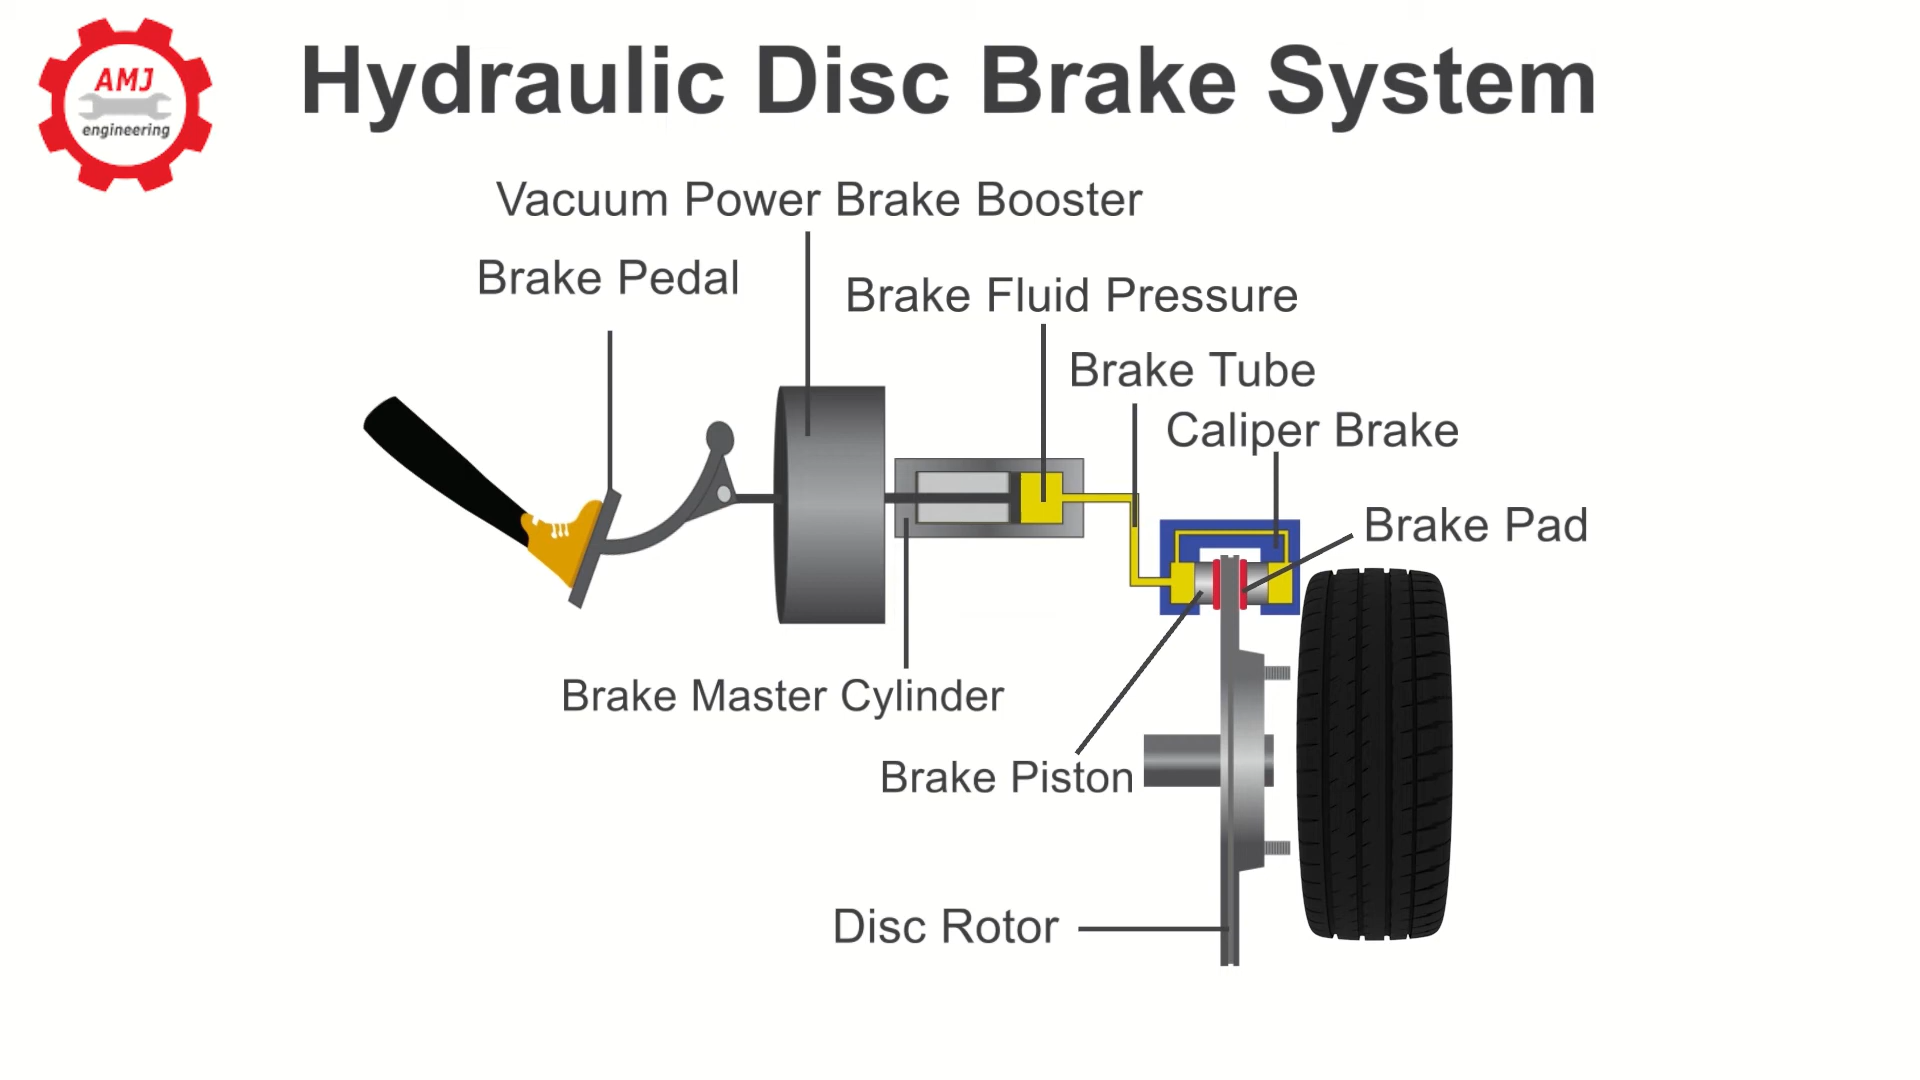 AMJ
engineering
Hydraulic Disc Brake System
Vacuum Power Brake Booster
Brake Pedal
Brake Fluid Pressure
Brake Tube
Caliper Brake
Brake Pad
Brake Master Cylinder
Brake Piston
Disc Rotor